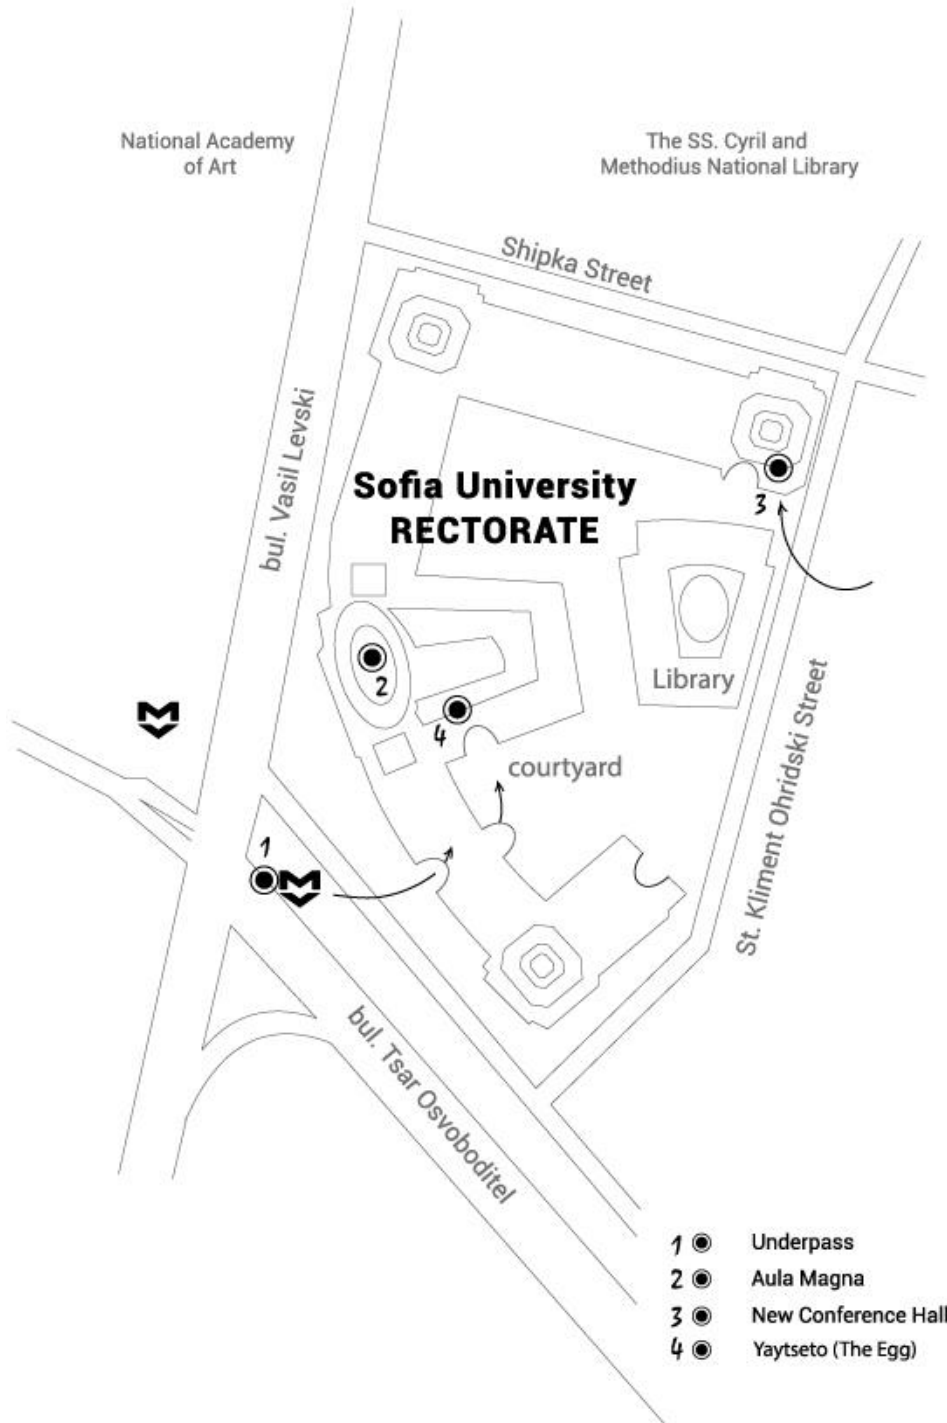 National Academy
of Art
The SS. Cyril and
Methodius National Library
Shipka Street
bul. Vasil Levski
Sofia University
RECTORATE
3
2
Library
4
courtyard
St. Kliment Ohridski Street
1
M
M
bul. Tsar Osvoboditel
1 Underpass
2 Aula Magna
3 New Conference Hall
4 Yaytseto (The Egg)